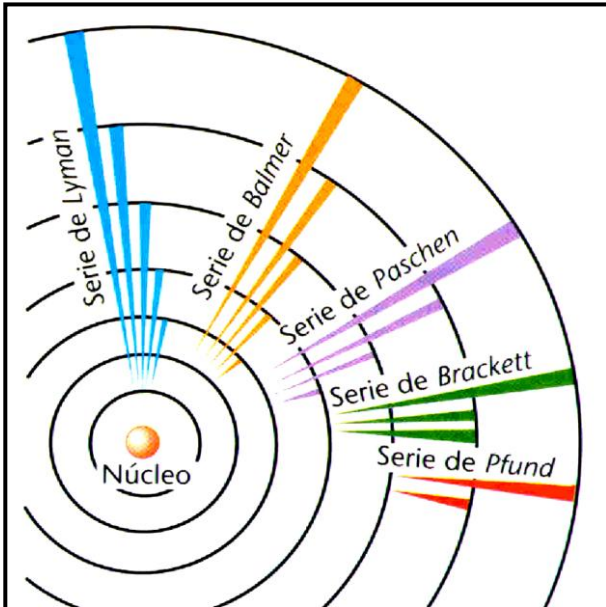 Serie de Lyman
Serie de Balmer
Serie de Paschen
Serie de Brackett
Serie de Pfund
Núcleo